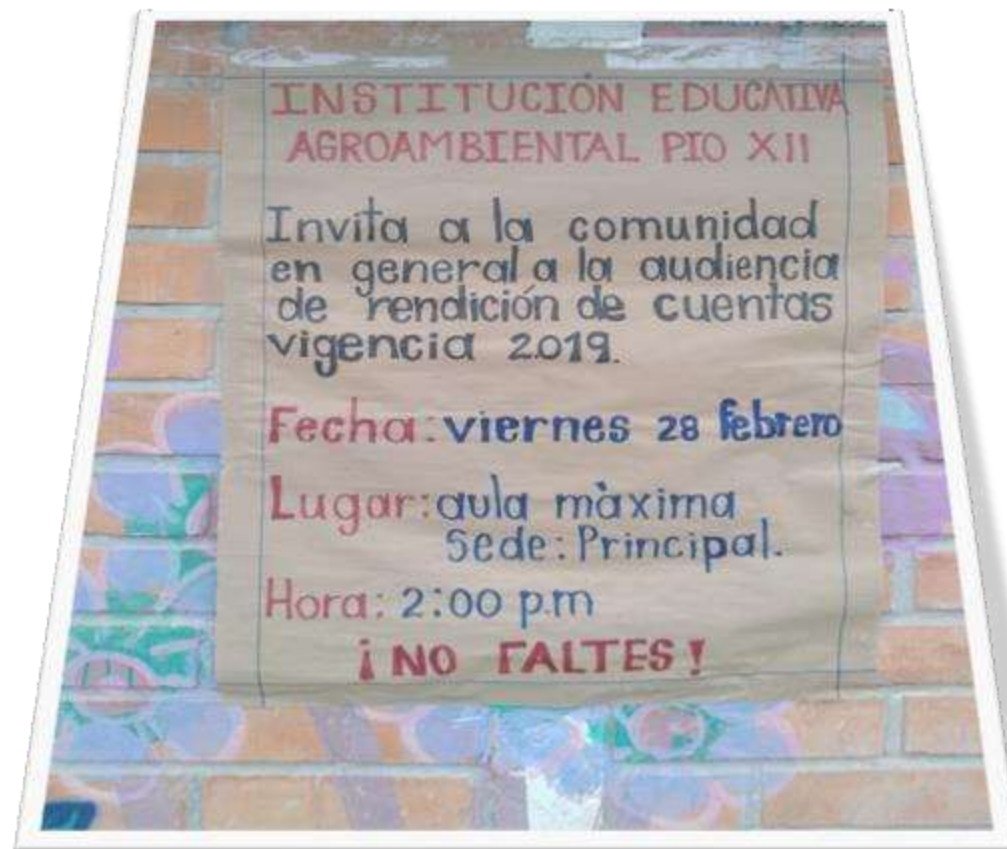 INSTITUCIÓN EDUCATIVA
AGROAMBIENTAL PIO XII
Invita a la comunidad
en general a la audiencia
de rendición de cuentas
vigencia 2019.
Fecha: viernes 28 febrero
Lugar: aula màxima
Sede: Principal.
Hora: 2:00 p.m
¡NO FALTES!